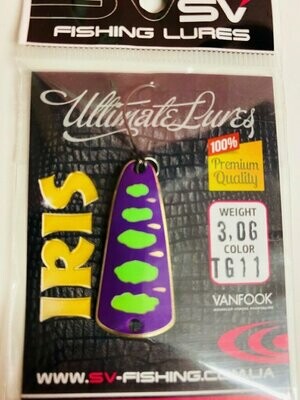 SV
SV
FISHING LURES
Ultimate Lures
100%
Premium
Quality
IRIS
WEIGHT
3,0G
COLOR
TG11
VANFOOK
WWW.SV-FISHING.COM.UA